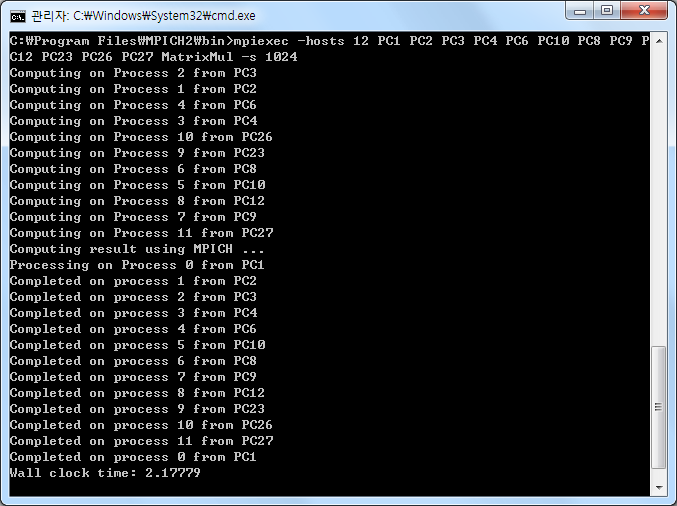 관리자: C:₩Windows₩System32₩cmd.exe
C:₩Program Files₩MPICH2₩bin>mpiexec -hosts 12 PC1 PC2 PC3 PC4 PC6 PC10 PC8 PC9 P
C12 PC23 PC26 PC27 MatrixMul -s 1024
Computing on Process 2 from PC3
Computing on Process 1 from PC2
Computing on Process 4 from PC6
Computing on Process 3 from PC4
Computing on Process 10 from PC26
Computing on Process 9 from PC23
Computing on Process 6 from PC8
Computing on Process 5 from PC10
Computing on Process 8 from PC12
Computing on Process 7 from PC9
Computing on Process 11 from PC27
Computing result using MPICH ...
Processing on Process 0 from PC1
Completed on process 1 from PC2
Completed on process 2 from PC3
Completed on process 3 from PC4
Completed on process 4 from PC6
Completed on process 5 from PC10
Completed on process 6 from PC8
Completed on process 7 from PC9
Completed on process 8 from PC12
Completed on process 9 from PC23
Completed on process 10 from PC26
Completed on process 11 from PC27
Completed on process 0 from PC1
Wall clock time: 2.17779